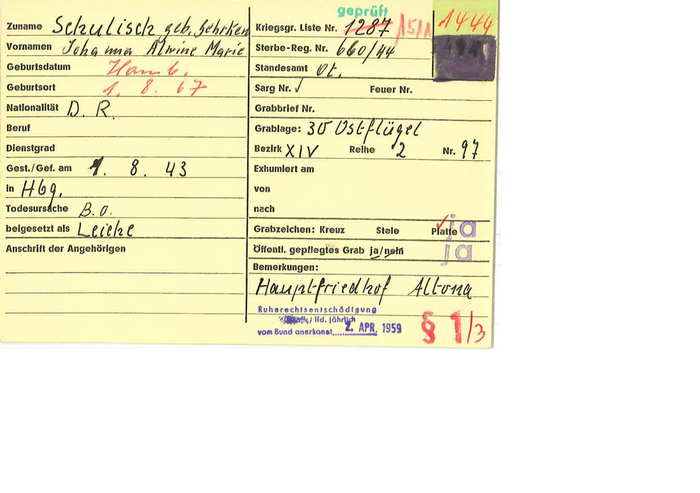 geprüft
Zuname Schulisch geb. Gehrken
Vornamen Johanna Alwine Marie
Geburtsdatum Hamb.
Geburtsort 1. 8. 67
Nationalität D. R.
Beruf
Dienstgrad
Gest./Gef. am 1. 8. 43
in Hbg.
Todesursache B.O.
beigesetzt als Leiche
Anschrift der Angehörigen
Kriegsgr. Liste Nr. 1287 1444
Sterbe-Reg. Nr. 660/44
Standesamt Ot.
Sarg Nr. Feuer Nr.
Grabbrief Nr.
Grablage: 30 Ostflügel
Bezirk XIV Reihe 2 Nr. 97
Exhumiert am
von
nach
Grabzeichen: Kreuz Stele Platte ja
Öffentl. gepflegtes Grab ja/nein ja
Bemerkungen:
Hauptfriedhof Altona
Ruherechtsentschädigung
/ lfd. jährlich
vom Bund anerkannt 2. APR. 1959
§ 1/3